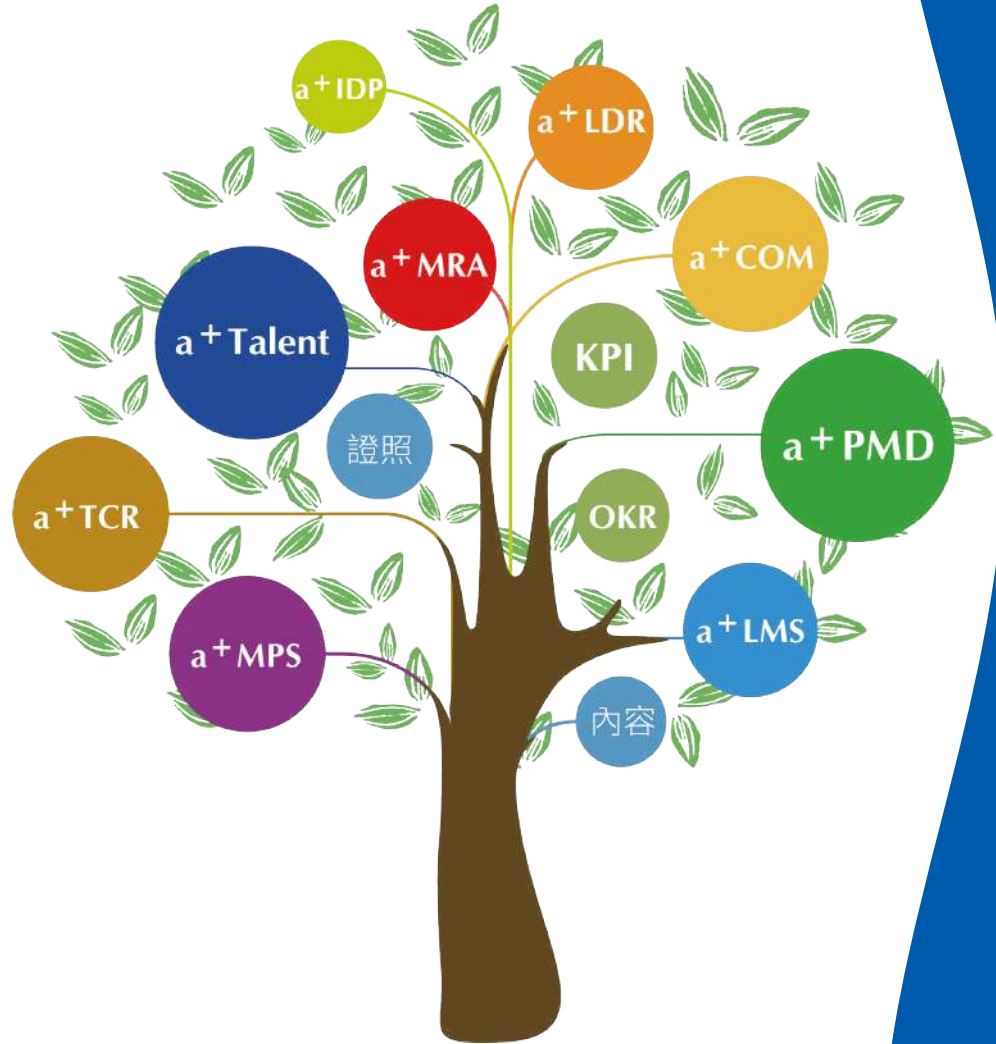 a+ IDP
a+ LDR
a+ MRA
a+ COM
a+ Talent
KPI
證照
a+ PMD
a+ TCR
OKR
a+ MPS
a+ LMS
內容